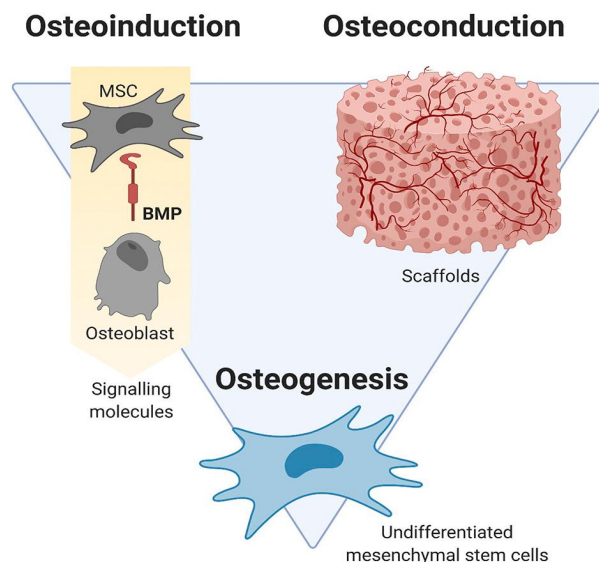 Osteoinduction
Osteoconduction
MSC
BMP
Osteoblast
Signalling
molecules
Scaffolds
Osteogenesis
Undifferentiated
mesenchymal stem cells